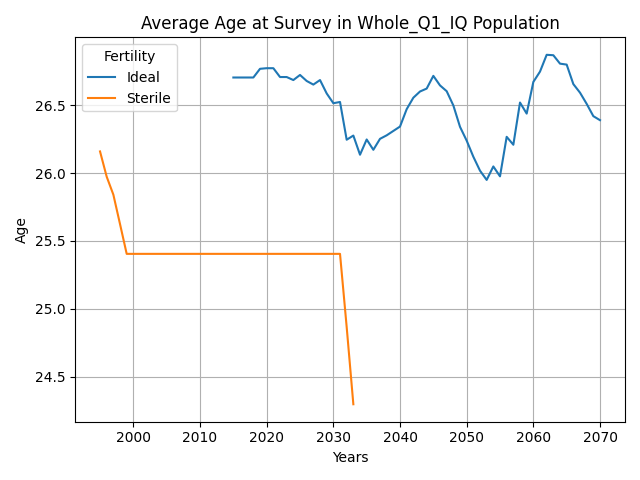 Average Age at Survey in Whole_Q1_IQ Population
Fertility
Ideal
Sterile
26.5
26.0
25.5
25.0
24.5
Age
2000 2010 2020 2030 2040 2050 2060 2070
Years